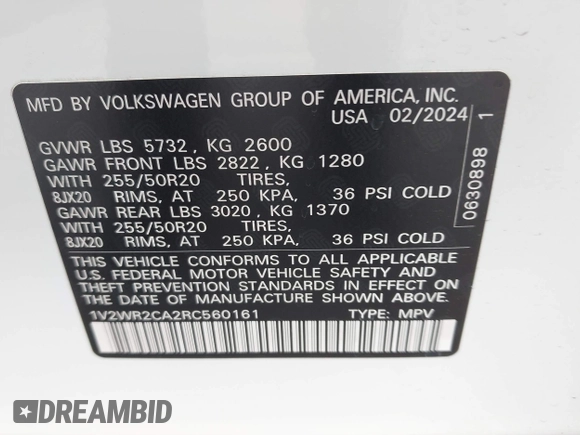 MFD BY VOLKSWAGEN GROUP OF AMERICA, INC.
USA 02/2024
GVWR LBS 5732, KG 2600
GAWR FRONT LBS 2822, KG 1280
WITH 255/50R20 TIRES,
8JX20 RIMS, AT 250 KPA, 36 PSI COLD
GAWR REAR LBS 3020, KG 1370
WITH 255/50R20 TIRES,
8JX20 RIMS, AT 250 KPA, 36 PSI COLD
THIS VEHICLE CONFORMS TO ALL APPLICABLE
U.S. FEDERAL MOTOR VEHICLE SAFETY AND
THEFT PREVENTION STANDARDS IN EFFECT ON
THE DATE OF MANUFACTURE SHOWN ABOVE.
1V2WR2CA2RC560161 TYPE: MPV
0630898 1
DREAMBID